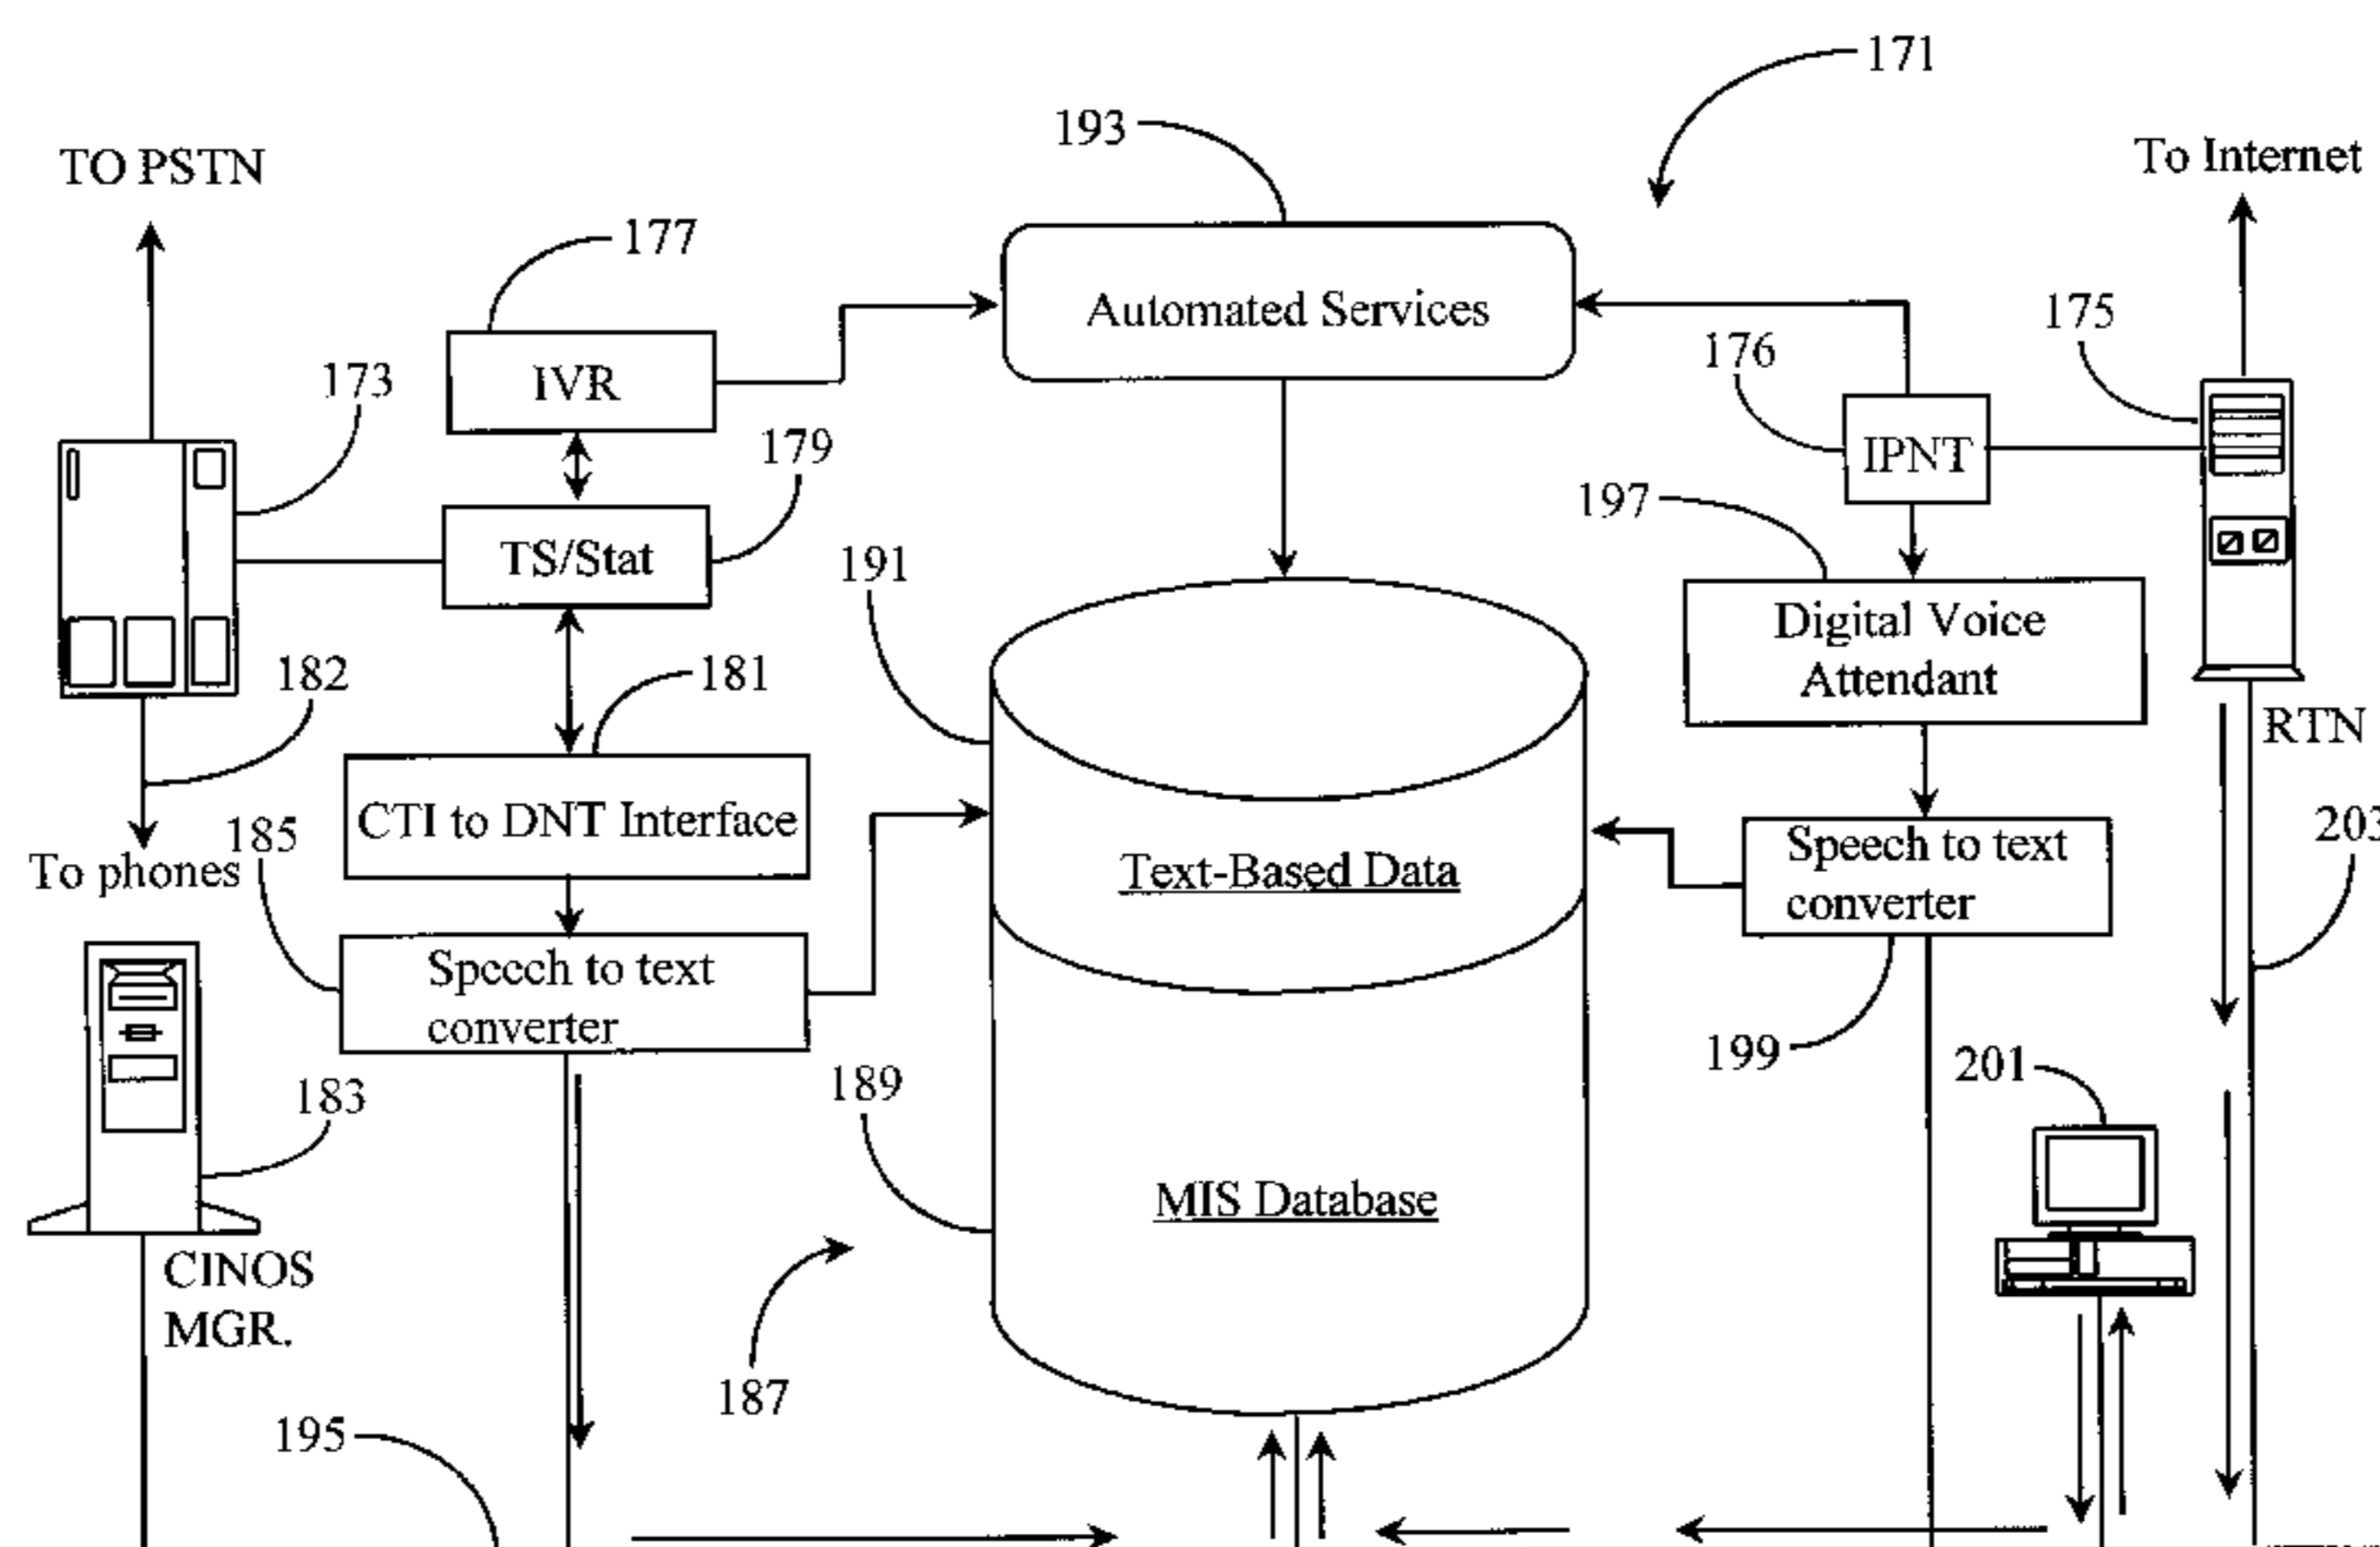 171
193
TO PSTN
To Internet
177
175
Automated Services
176
173
IVR
179
IPNT
197
TS/Stat
191
Digital Voice
Attendant
182
181
RTN
CTI to DNT Interface
185
203
To phones
Text-Based Data
Speech to text
converter
Speech to text
converter
199
201
189
183
MIS Database
CINOS
MGR.
187
195